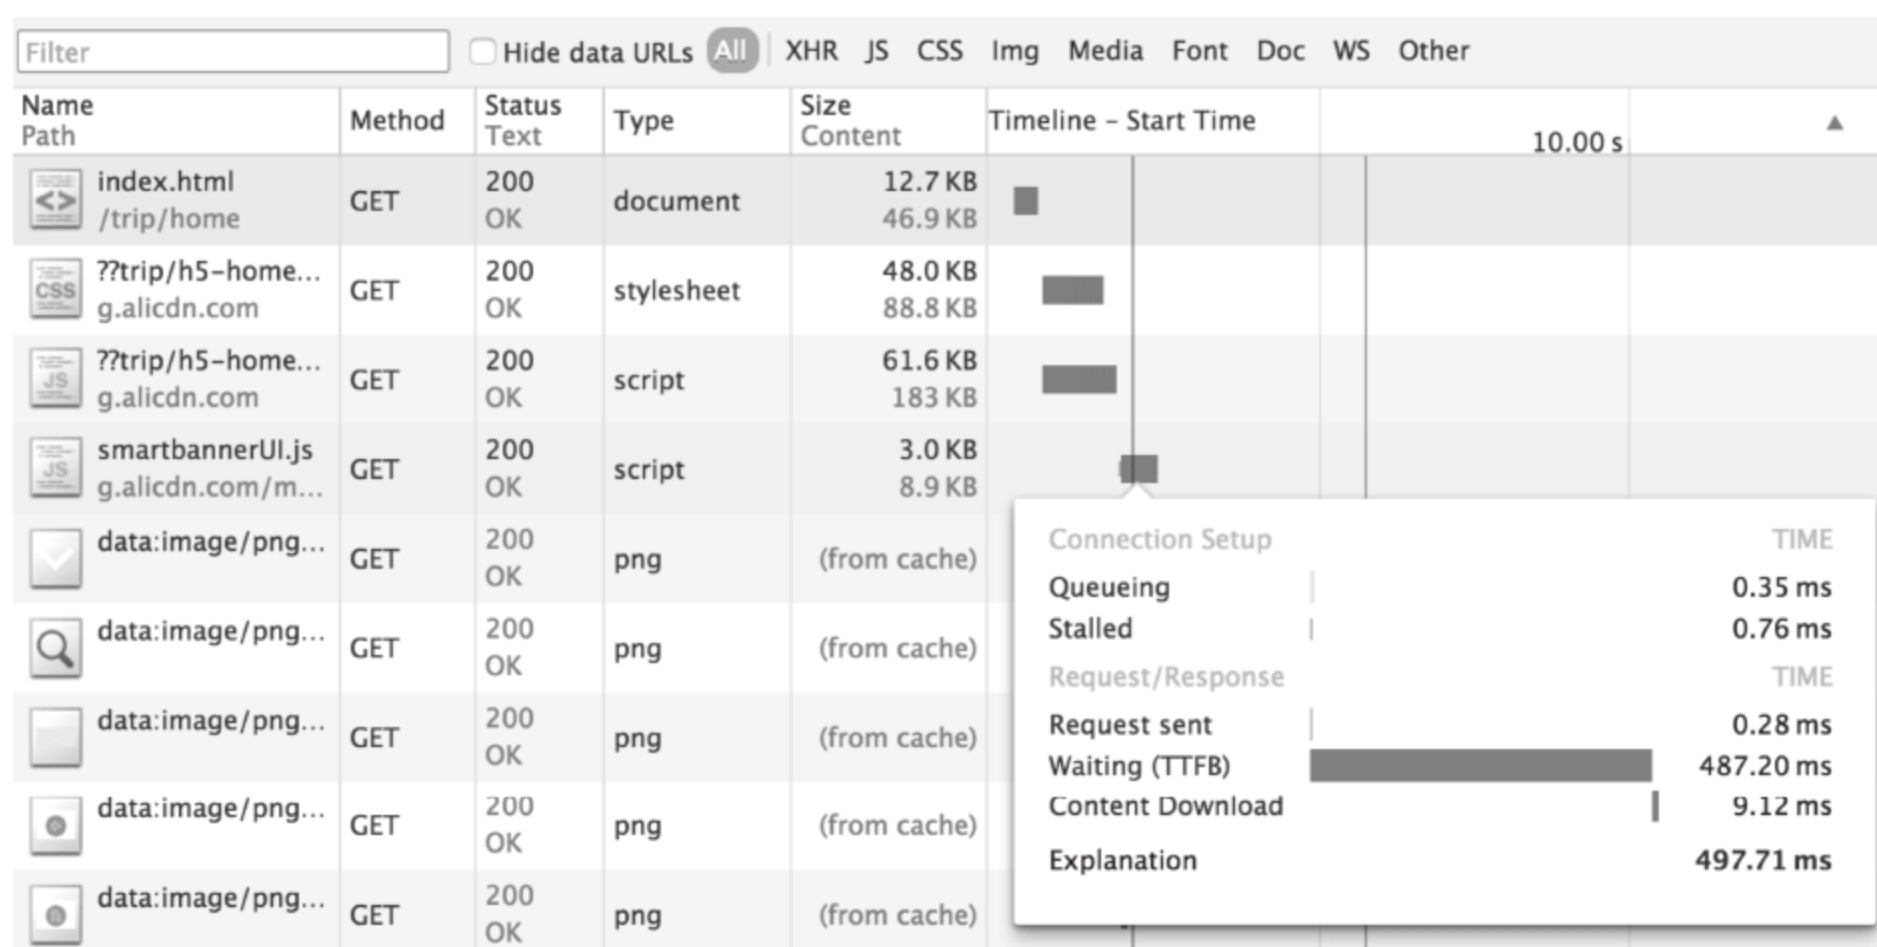 Filter Hide data URLs All XHR JS CSS Img Media Font Doc WS Other
Name Path Method Status Text Type Size Content Timeline – Start Time 10.00 s ▲
index.html GET 200 document 12.7 KB
/trip/home OK 46.9 KB
??trip/h5-home... GET 200 stylesheet 48.0 KB
g.alicdn.com OK 88.8 KB
CSS
??trip/h5-home... GET 200 script 61.6 KB
g.alicdn.com OK 183 KB
JS
smartbannerUI.js GET 200 script 3.0 KB
g.alicdn.com/m... OK 8.9 KB
JS
data:image/png... GET 200 OK png (from cache)
data:image/png... GET 200 OK png (from cache)
data:image/png... GET 200 OK png (from cache)
data:image/png... GET 200 OK png (from cache)
data:image/png... GET 200 OK png (from cache)
Connection Setup TIME
Queueing 0.35 ms
Stalled 0.76 ms
Request/Response TIME
Request sent 0.28 ms
Waiting (TTFB) 487.20 ms
Content Download 9.12 ms
Explanation 497.71 ms